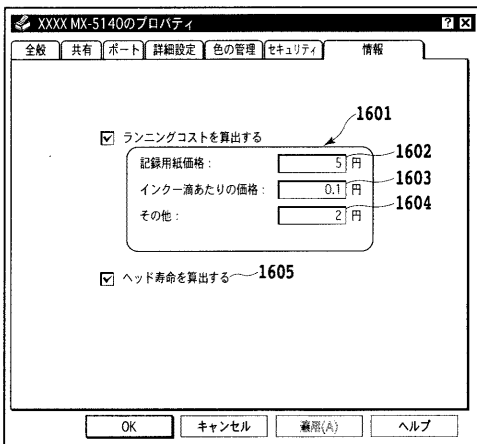 XXXX MX-5140のプロパティ ? X
全般 共有 ポート 詳細設定 色の管理 セキュリティ 情報
1601
ランニングコストを算出する
記録用紙価格： 5 円 1602
インク一滴あたりの価格： 0.1 円 1603
その他： 2 円 1604
ヘッド寿命を算出する 1605
OK キャンセル 適用(A) ヘルプ